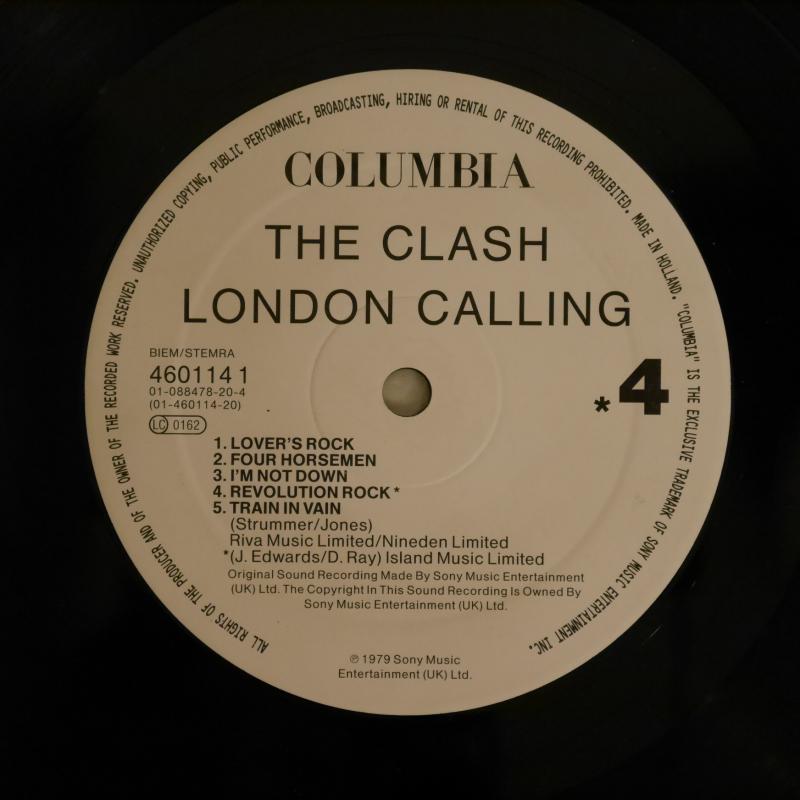 ALL RIGHTS OF THE PRODUCER AND OF THE OWNER OF THE RECORDED WORK RESERVED. UNAUTHORIZED COPYING, PUBLIC PERFORMANCE, BROADCASTING, HIRING OR RENTAL OF THIS RECORDING PROHIBITED. MADE IN HOLLAND. "COLUMBIA" IS THE EXCLUSIVE TRADEMARK OF SONY MUSIC ENTERTAINMENT INC.
COLUMBIA
THE CLASH
LONDON CALLING
BIEM/STEMRA
460114 1
01-088478-20-4
(01-460114-20)
LC 0162
*4
1. LOVER'S ROCK
2. FOUR HORSEMEN
3. I'M NOT DOWN
4. REVOLUTION ROCK*
5. TRAIN IN VAIN
(Strummer/Jones)
Riva Music Limited/Nineden Limited
*(J. Edwards/D. Ray) Island Music Limited
Original Sound Recording Made By Sony Music Entertainment
(UK) Ltd. The Copyright In This Sound Recording Is Owned By
Sony Music Entertainment (UK) Ltd.
℗ 1979 Sony Music
Entertainment (UK) Ltd.